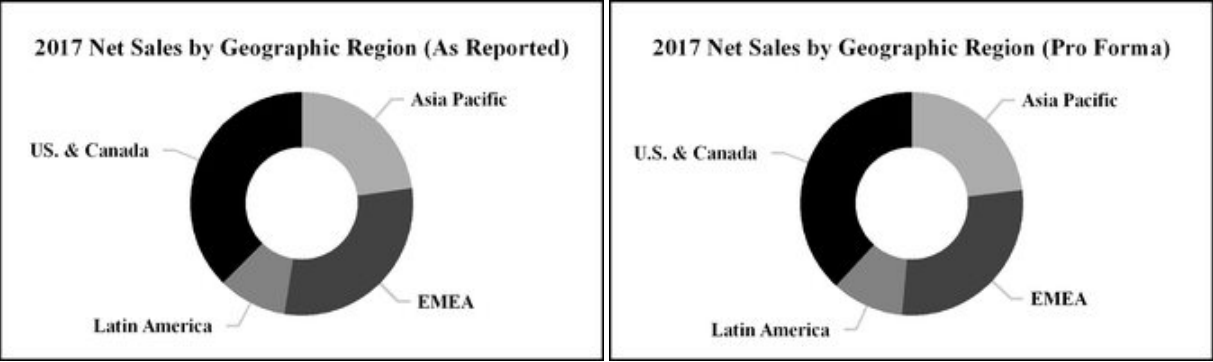 2017 Net Sales by Geographic Region (As Reported)
Asia Pacific
US. & Canada
EMEA
Latin America
2017 Net Sales by Geographic Region (Pro Forma)
Asia Pacific
U.S. & Canada
EMEA
Latin America